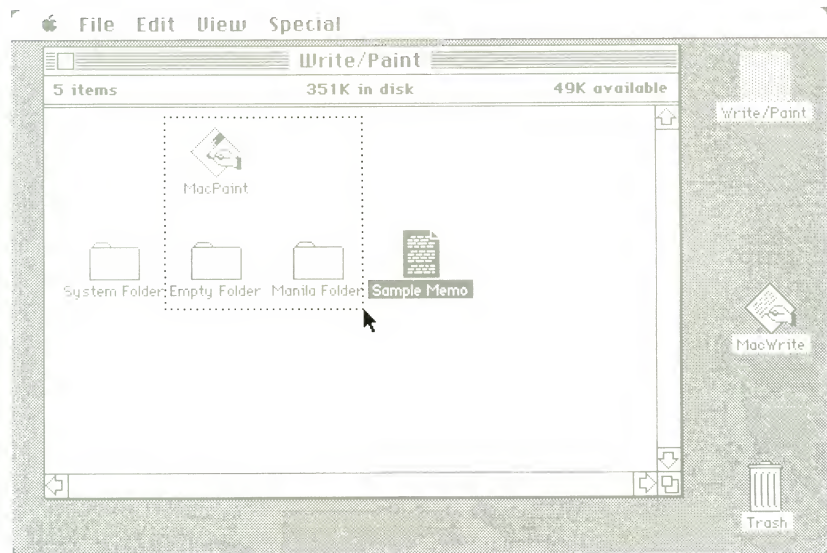 File Edit View Special
Write/Paint
5 items 351K in disk 49K available
Write/Paint
MacPaint
System Folder Empty Folder Manila Folder Sample Memo
MacWrite
Trash